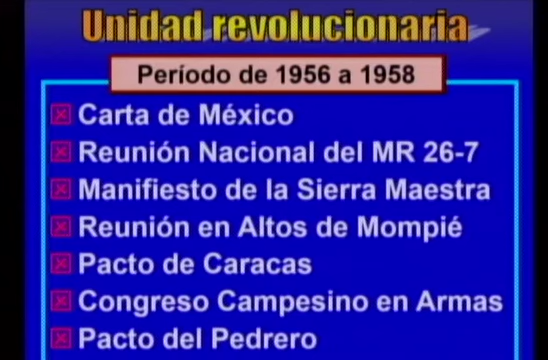 Unidad revolucionaria
Período de 1956 a 1958
Carta de México
Reunión Nacional del MR 26-7
Manifiesto de la Sierra Maestra
Reunión en Altos de Mompié
Pacto de Caracas
Congreso Campesino en Armas
Pacto del Pedrero